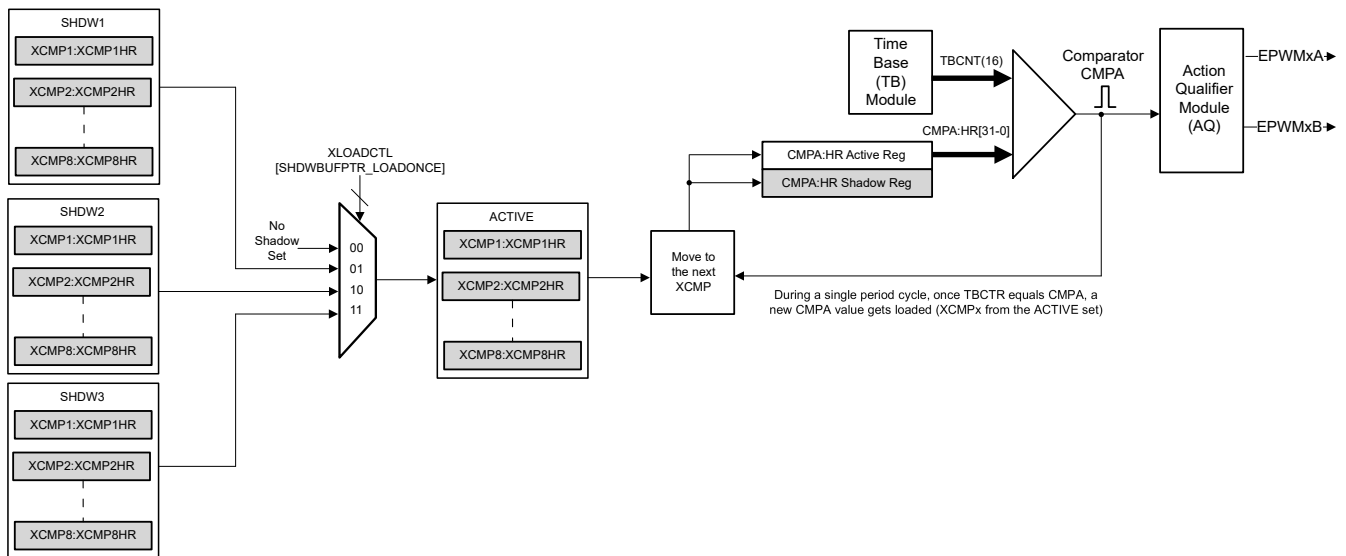 SHDW1
XCMP1:XCMP1HR
XCMP2:XCMP2HR
XCMP8:XCMP8HR
SHDW2
XCMP1:XCMP1HR
XCMP2:XCMP2HR
XCMP8:XCMP8HR
SHDW3
XCMP1:XCMP1HR
XCMP2:XCMP2HR
XCMP8:XCMP8HR
XLOADCTL
[SHDWBUFPTR_LOADONCE]
No
Shadow
Set
00
01
10
11
ACTIVE
XCMP1:XCMP1HR
XCMP2:XCMP2HR
XCMP8:XCMP8HR
Move to
the next
XCMP
CMPA:HR Active Reg
CMPA:HR Shadow Reg
Time
Base
(TB)
Module
TBCNT(16)
CMPA:HR[31-0]
Comparator
CMPA
Action
Qualifier
Module
(AQ)
EPWMxA
EPWMxB
During a single period cycle, once TBCTR equals CMPA, a
new CMPA value gets loaded (XCMPx from the ACTIVE set)